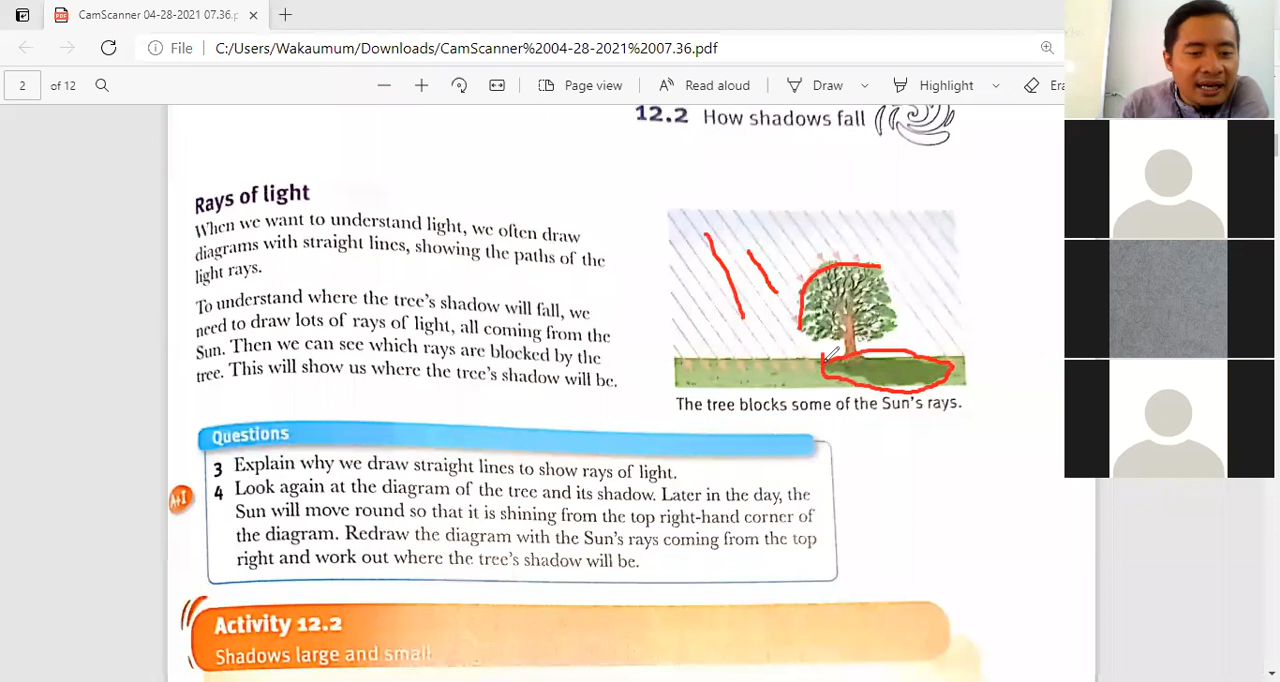 CamScanner 04-28-2021 07.36.p
File
C:/Users/Wakaumum/Downloads/CamScanner%2004-28-2021%2007.36.pdf
2 of 12
Page view
Read aloud
Draw
Highlight
Era
12.2 How shadows fall
Rays of light
When we want to understand light, we often draw
diagrams with straight lines, showing the paths of the
light rays.
To understand where the tree's shadow will fall, we
need to draw lots of rays of light, all coming from the
Sun. Then we can see which rays are blocked by the
tree. This will show us where the tree's shadow will be.
The tree blocks some of the Sun's rays.
Questions
3 Explain why we draw straight lines to show rays of light.
A+I
4 Look again at the diagram of the tree and its shadow. Later in the day, the
Sun will move round so that it is shining from the top right-hand corner of
the diagram. Redraw the diagram with the Sun's rays coming from the top
right and work out where the tree's shadow will be.
Activity 12.2
Shadows large and small